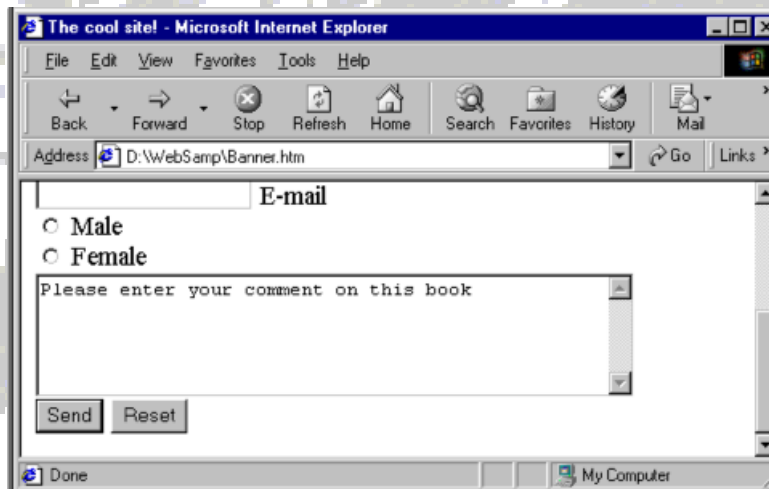 The cool site! - Microsoft Internet Explorer
File Edit View Favorites Tools Help
Back Forward Stop Refresh Home Search Favorites History Mail
Address D:\WebSamp\Banner.htm Go Links
E-mail
Male
Female
Please enter your comment on this book
Send Reset
Done My Computer